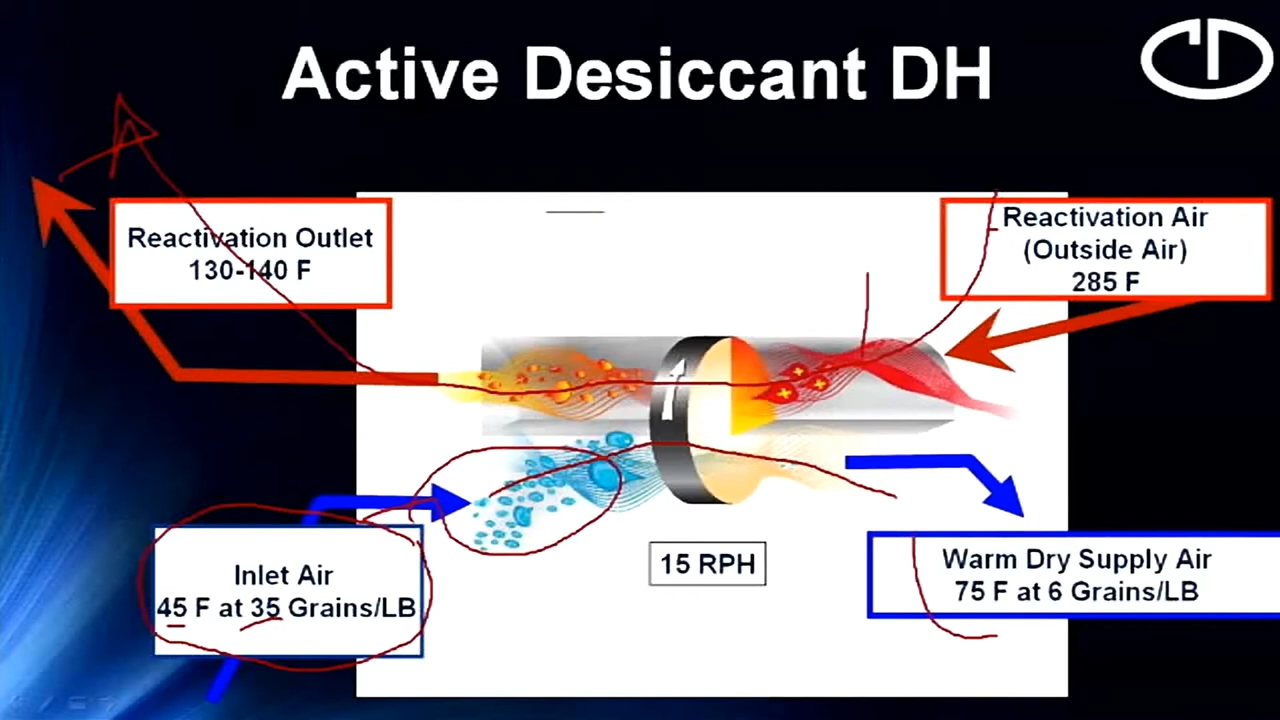 Active Desiccant DH
Reactivation Outlet
130-140 F
Reactivation Air
(Outside Air)
285 F
Inlet Air
45 F at 35 Grains/LB
15 RPH
Warm Dry Supply Air
75 F at 6 Grains/LB